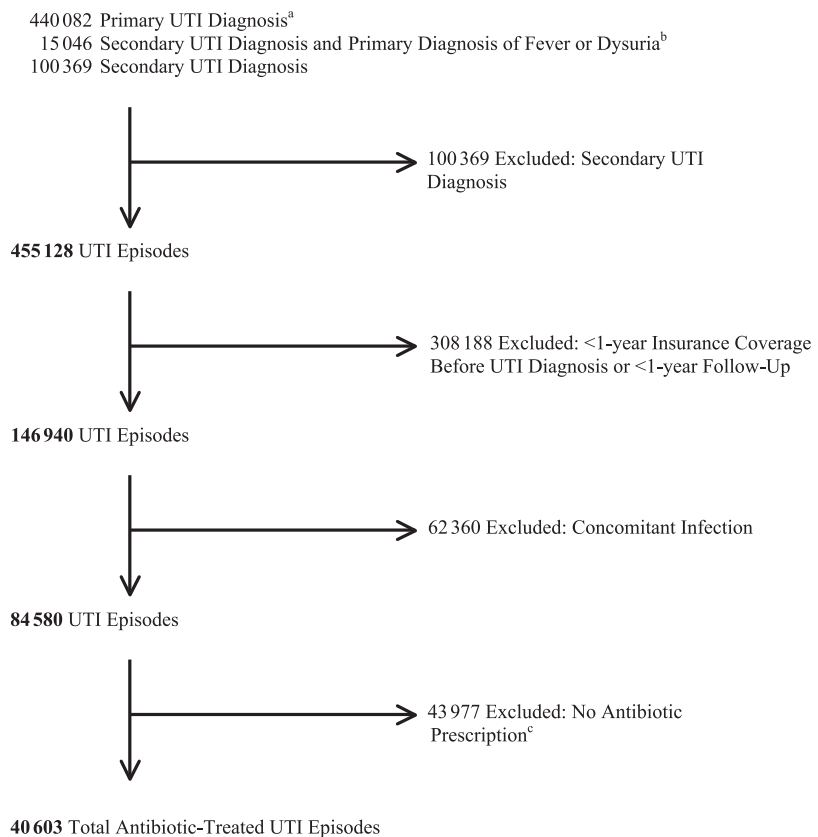 440 082 Primary UTI Diagnosisᵃ
15 046 Secondary UTI Diagnosis and Primary Diagnosis of Fever or Dysuriaᵇ
100 369 Secondary UTI Diagnosis
100 369 Excluded: Secondary UTI
Diagnosis
455 128 UTI Episodes
308 188 Excluded: <1-year Insurance Coverage
Before UTI Diagnosis or <1-year Follow-Up
146 940 UTI Episodes
62 360 Excluded: Concomitant Infection
84 580 UTI Episodes
43 977 Excluded: No Antibiotic
Prescriptionᶜ
40 603 Total Antibiotic-Treated UTI Episodes